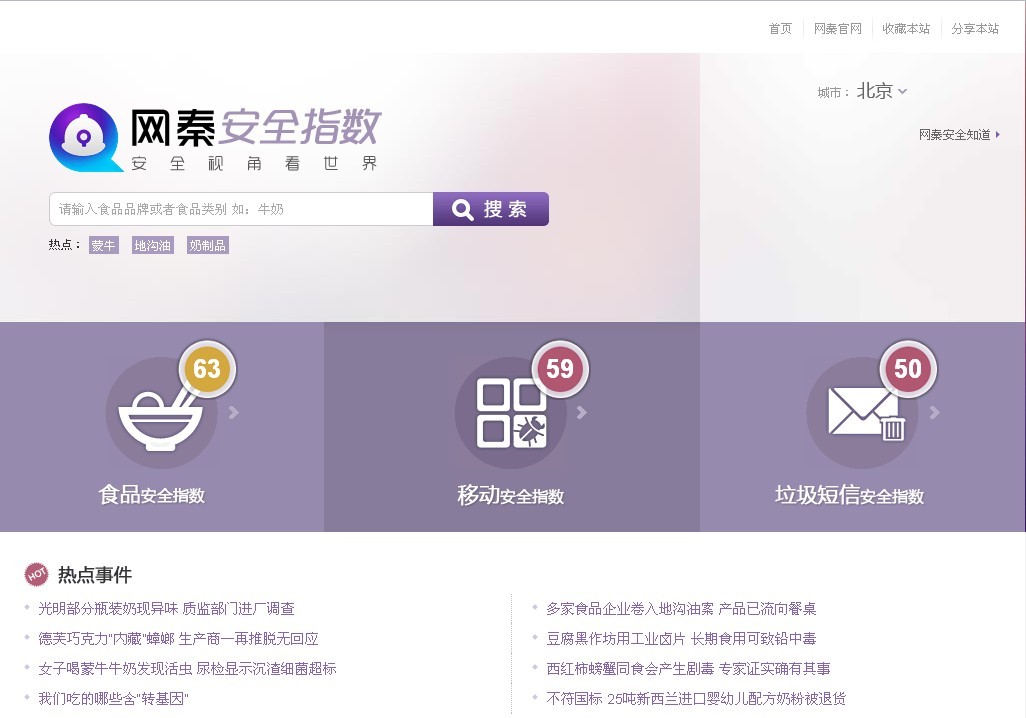 首页 网秦官网 收藏本站 分享本站
城市： 北京
网秦安全知道
网秦安全指数
安全视角看世界
请输入食品品牌或者食品类别 如：牛奶 搜索
热点： 蒙牛 地沟油 奶制品
63 59 50
食品安全指数 移动安全指数 垃圾短信安全指数
HOT 热点事件
光明部分瓶装奶现异味 质监部门进厂调查
德芙巧克力"内藏"蟑螂 生产商一再推脱无回应
女子喝蒙牛牛奶发现活虫 尿检显示沉渣细菌超标
我们吃的哪些含"转基因"
多家食品企业卷入地沟油案 产品已流向餐桌
豆腐黑作坊用工业卤片 长期食用可致铅中毒
西红柿螃蟹同食会产生剧毒 专家证实确有其事
不符国标 25吨新西兰进口婴幼儿配方奶粉被退货